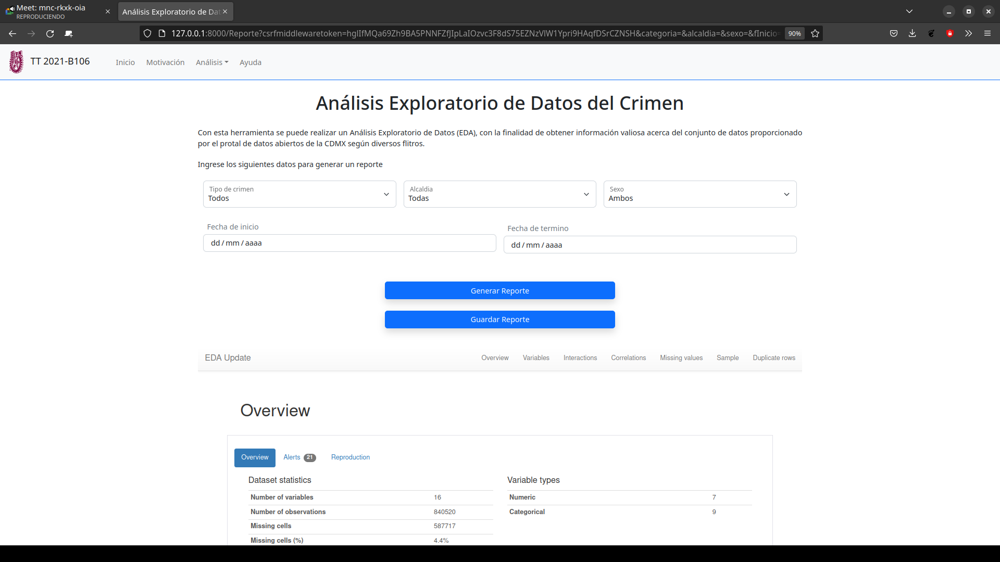 Meet: mnc-rkxk-oia
REPRODUCIENDO
Análisis Exploratorio de Dat
127.0.0.1:8000/Reporte?csrfmiddlewaretoken=hglIfMQa69Zh9BA5PNNFZfJIpLaIOzvc3F8dS75EZNzVlW1Ypri9HAqfDSrCZNSH&categoria=&alcaldia=&sexo=&fInicio=
90%
TT 2021-B106
Inicio
Motivación
Análisis
Ayuda
Análisis Exploratorio de Datos del Crimen
Con esta herramienta se puede realizar un Análisis Exploratorio de Datos (EDA), con la finalidad de obtener información valiosa acerca del conjunto de datos proporcionado
por el protal de datos abiertos de la CDMX según diversos flitros.
Ingrese los siguientes datos para generar un reporte
Tipo de crimen
Todos
Alcaldia
Todas
Sexo
Ambos
Fecha de inicio
dd / mm / aaaa
Fecha de termino
dd / mm / aaaa
Generar Reporte
Guardar Reporte
EDA Update
Overview
Variables
Interactions
Correlations
Missing values
Sample
Duplicate rows
Overview
Overview
Alerts 21
Reproduction
Dataset statistics
Number of variables 16
Number of observations 840520
Missing cells 587717
Missing cells (%) 4.4%
Variable types
Numeric 7
Categorical 9